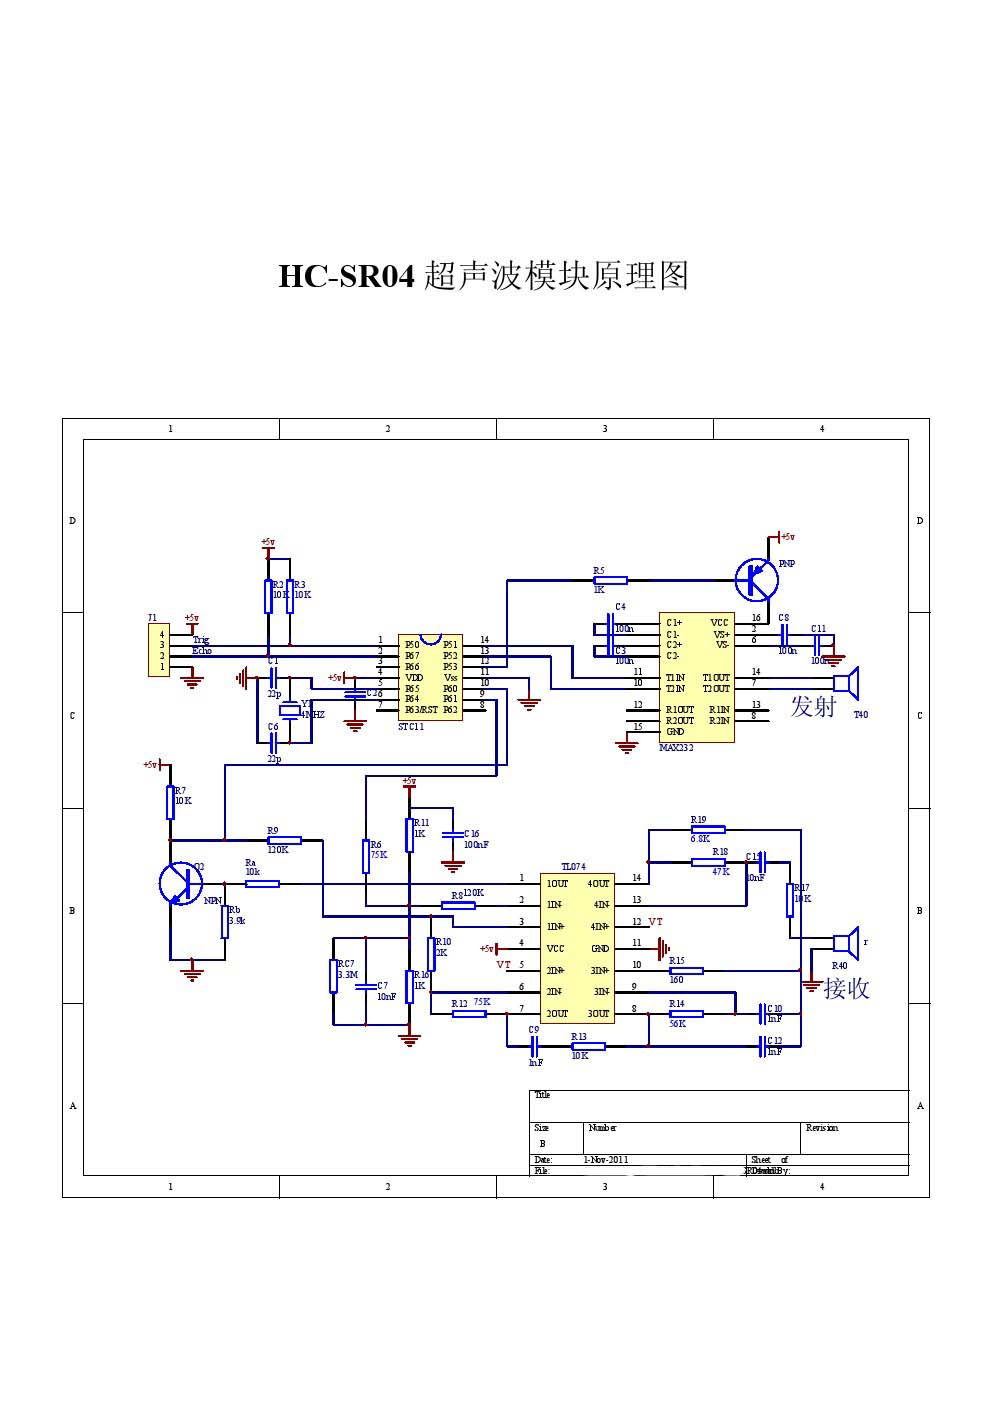 HC-SR04 超声波模块原理图
1 2 3 4
D D
C C
B B
A A
+5v
R2 10K
R3 10K
J1
+5v
4
3 Trig
2 Echo
1
C1
22p
Y1
4MHZ
C6
22p
+5v
1 P50 P51 14
2 P67 P52 13
3 P66 P53 12
4 VDD Vss 11
5 P65 P60 10
6 P64 P61 9
7 P63/RST P62 8
STC11
R5
1K
+5v
PNP
C4
100n
C3
100n
C1+ VCC 16
C1- VS+ 2
C2+ VS- 6
C2-
11 T1IN T1OUT 14
10 T2IN T2OUT 7
12 R1OUT R1IN 13
R2OUT R2IN 8
15 GND
MAX232
C8
100n
C11
100n
发射 T40
+5v
R7
10K
R9
120K
Q2
NPN
Ra
10k
Rb
3.9k
+5v
R11
1K
C16
100nF
R6
75K
R8 120K
R10
2K
RC7
3.3M
C7
10nF
R16
1K
R12 75K
TL074
1 1OUT 4OUT 14
2 1IN- 4IN- 13
3 1IN+ 4IN+ 12 VT
+5v 4 VCC GND 11
VT 5 2IN+ 3IN+ 10
6 2IN- 3IN- 9
7 2OUT 3OUT 8
C9
1nF
R13
10K
R19
6.8K
R18
47K
10nF
R17
R15
160
R14
56K
C10
1nF
C12
1nF
r
R40
接收
Title
Size Number Revision
B
Date: 1-Nov-2011 Sheet of
File: By:
1 2 3 4